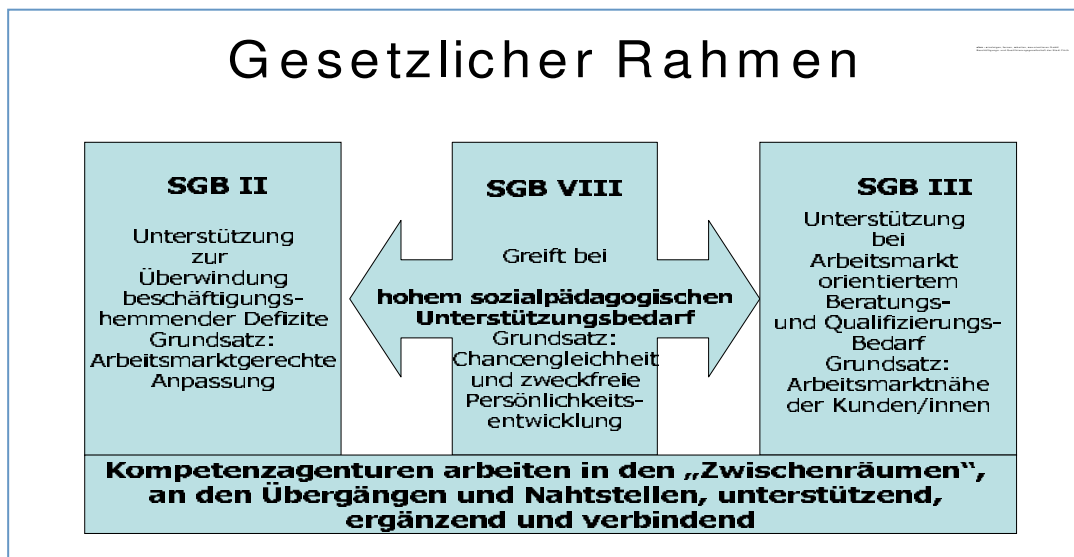 Gesetzlicher Rahmen
SGB II
Unterstützung
zur
Überwindung
beschäftigungs-
hemmender Defizite
Grundsatz:
Arbeitsmarktgerechte
Anpassung
SGB VIII
Greift bei
hohem sozialpädagogischen
Unterstützungsbedarf
Grundsatz:
Chancengleichheit
und zweckfreie
Persönlichkeits-
entwicklung
SGB III
Unterstützung
bei
Arbeitsmarkt
orientiertem
Beratungs-
und Qualifizierungs-
Bedarf
Grundsatz:
Arbeitsmarktnähe
der Kunden/innen
Kompetenzagenturen arbeiten in den „Zwischenräumen“,
an den Übergängen und Nahtstellen, unterstützend,
ergänzend und verbindend